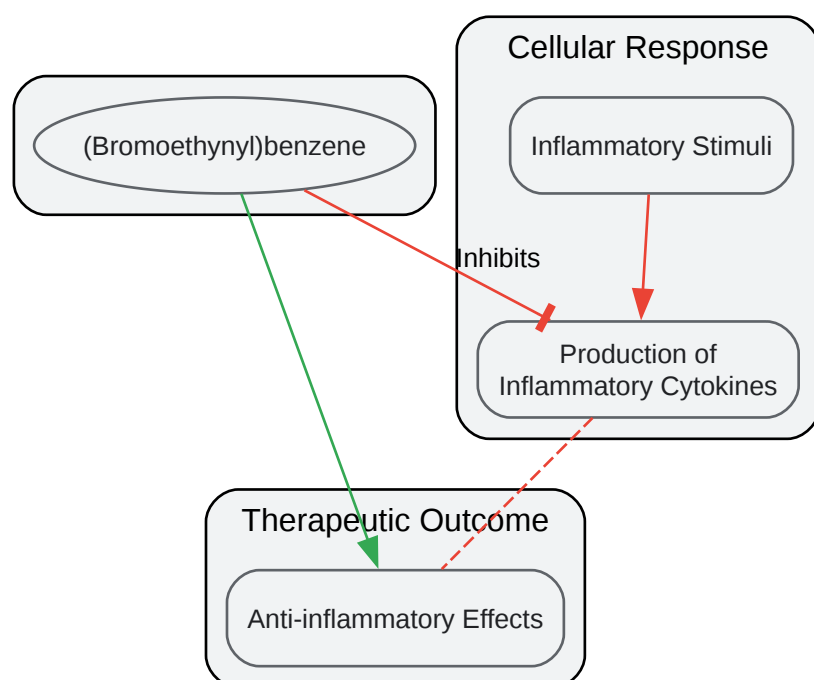 Cellular Response
(Bromoethynyl)benzene
Inflammatory Stimuli
Inhibits
Production of
Inflammatory Cytokines
Therapeutic Outcome
Anti-inflammatory Effects